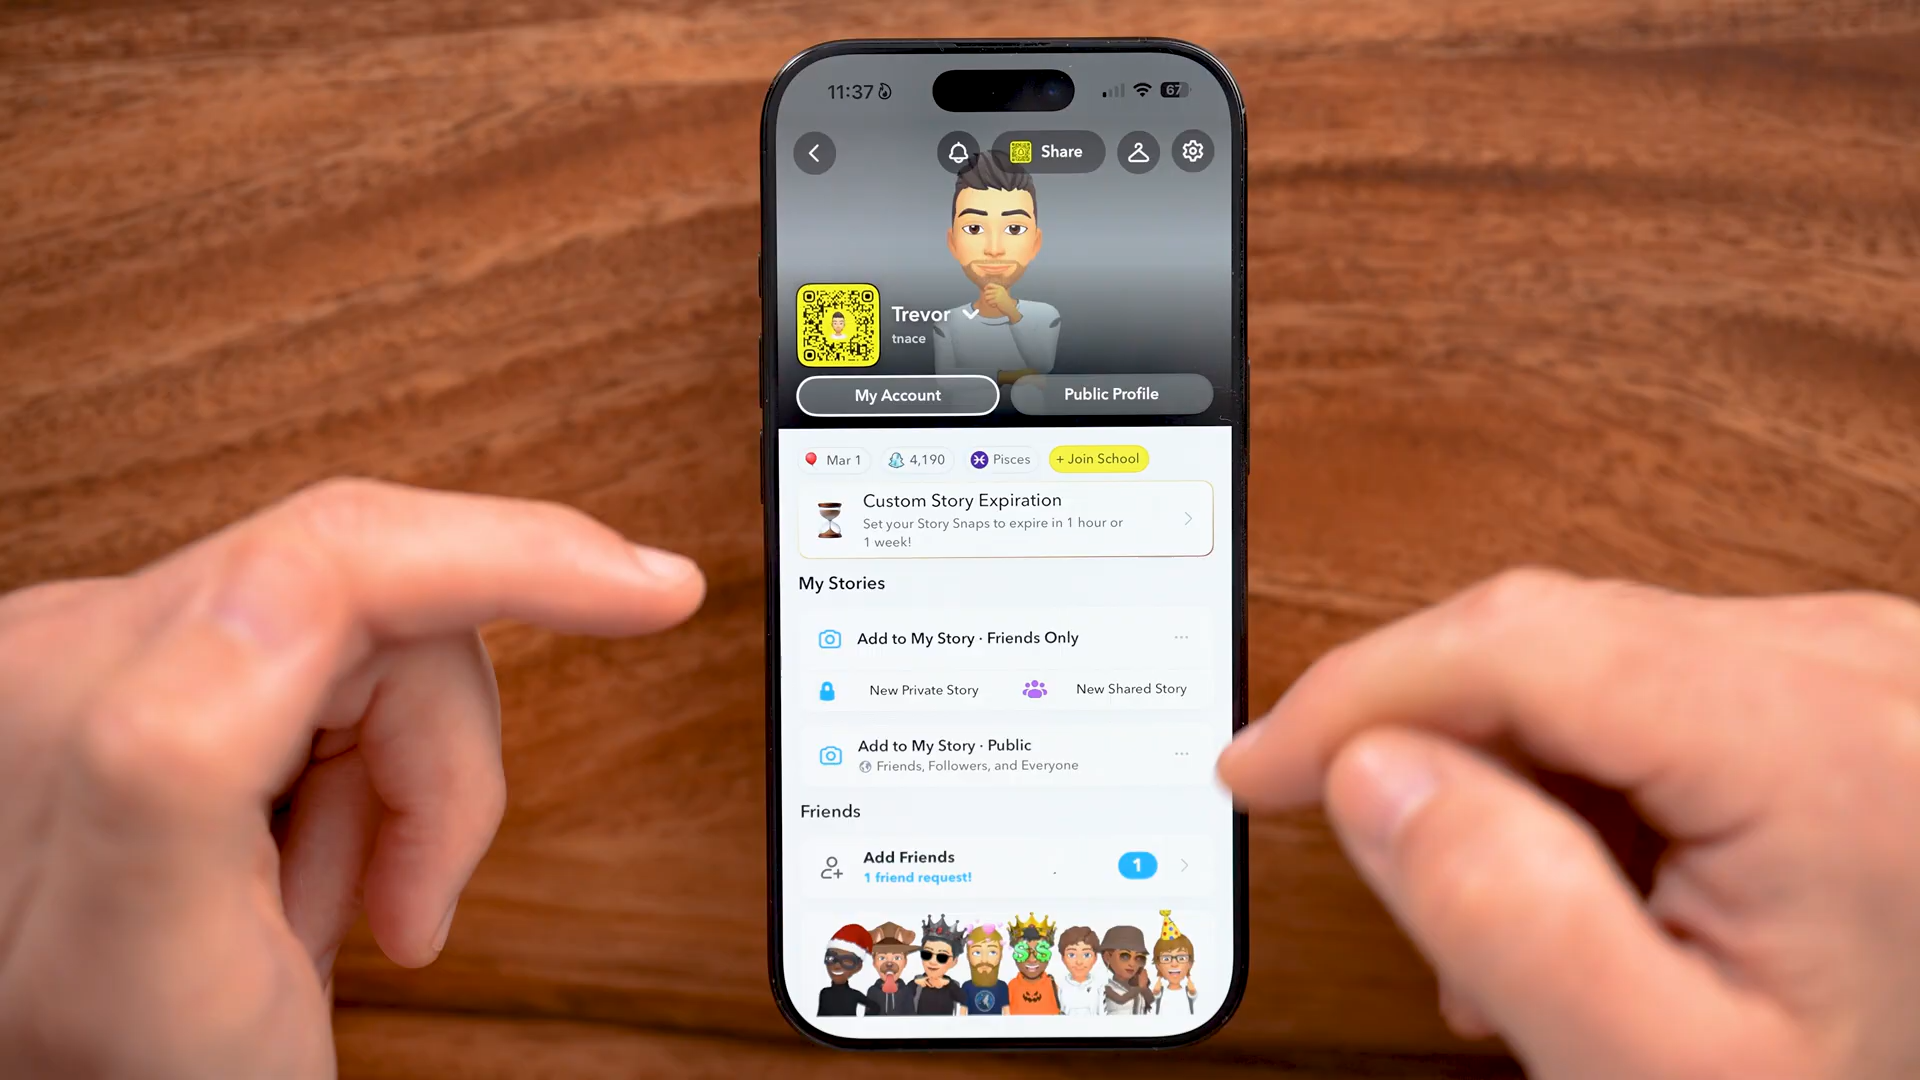 11:37
67
Share
Trevor
tnace
My Account
Public Profile
Mar 1
4,190
Pisces
+ Join School
Custom Story Expiration
Set your Story Snaps to expire in 1 hour or
1 week!
My Stories
Add to My Story · Friends Only
New Private Story
New Shared Story
Add to My Story · Public
Friends, Followers, and Everyone
Friends
Add Friends
1 friend request!
1